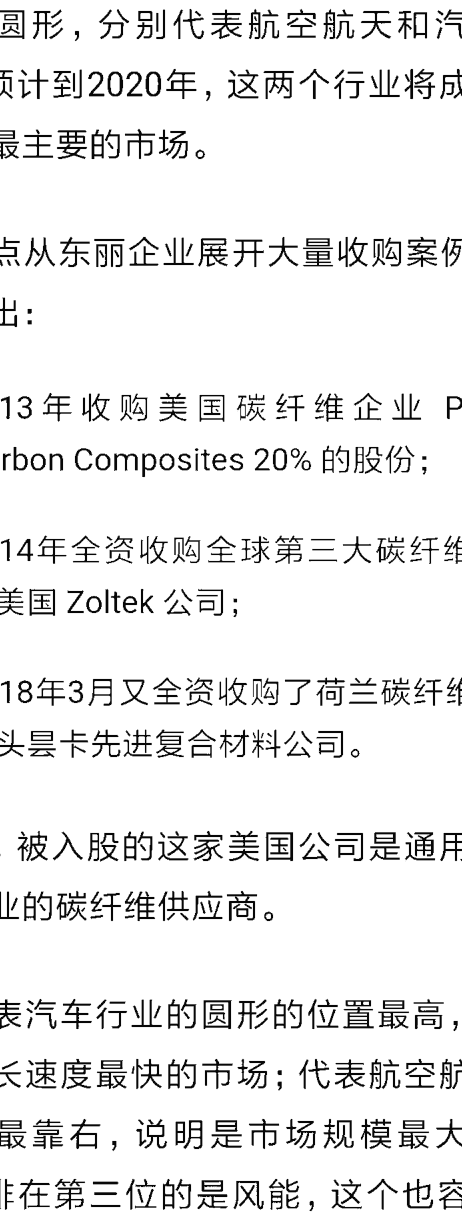 圆形，分别代表航空航天和汽
预计到2020年，这两个行业将成
最主要的市场。
点从东丽企业展开大量收购案例
出：
13年收购美国碳纤维企业 P
rbon Composites 20% 的股份；
14年全资收购全球第三大碳纤维
美国 Zoltek 公司；
18年3月又全资收购了荷兰碳纤维
头昙卡先进复合材料公司。
被入股的这家美国公司是通用
业的碳纤维供应商。
表汽车行业的圆形的位置最高，
长速度最快的市场；代表航空航
最靠右，说明是市场规模最大
排在第三位的是风能，这个也容